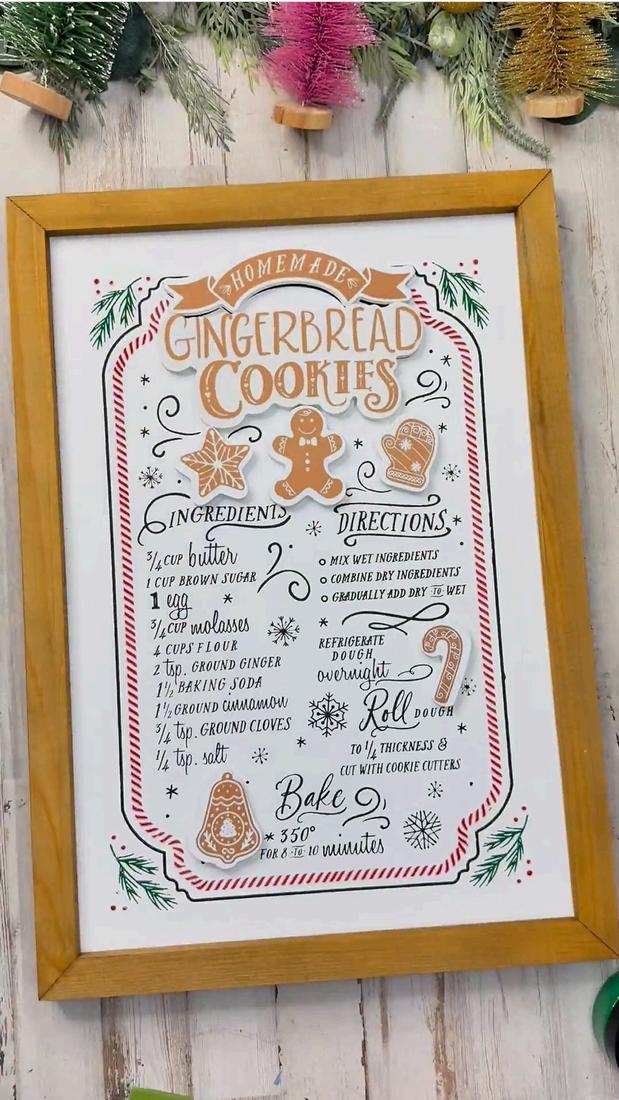 HOMEMADE
GINGERBREAD
COOKIES
INGREDIENTS
3/4 CUP butter
1 CUP BROWN SUGAR
1 egg
3/4 CUP molasses
4 CUPS FLOUR
2 tsp. GROUND GINGER
1 1/2 BAKING SODA
1 1/2 GROUND cinnamon
3/4 tsp. GROUND CLOVES
1/4 tsp. salt
DIRECTIONS
MIX WET INGREDIENTS
COMBINE DRY INGREDIENTS
GRADUALLY ADD DRY TO WET
REFRIGERATE
DOUGH
overnight
Roll DOUGH
TO 1/4 THICKNESS &
CUT WITH COOKIE CUTTERS
Bake
350°
FOR 8 TO 10 minutes